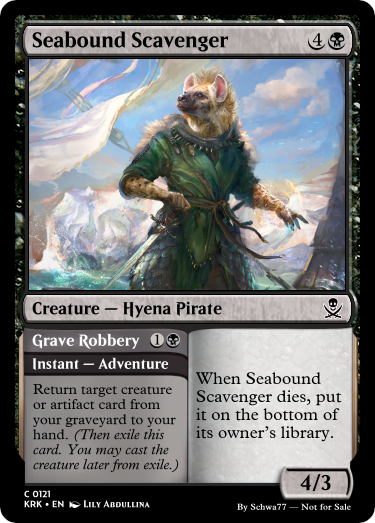 Seabound Scavenger 4
Creature — Hyena Pirate
Grave Robbery 1
Instant — Adventure
Return target creature
or artifact card from
your graveyard to your
hand. (Then exile this
card. You may cast the
creature later from exile.)
When Seabound
Scavenger dies, put
it on the bottom of
its owner's library.
4/3
C 0121
KRK • EN Lily Abdullina
By Schwa77 — Not for Sale